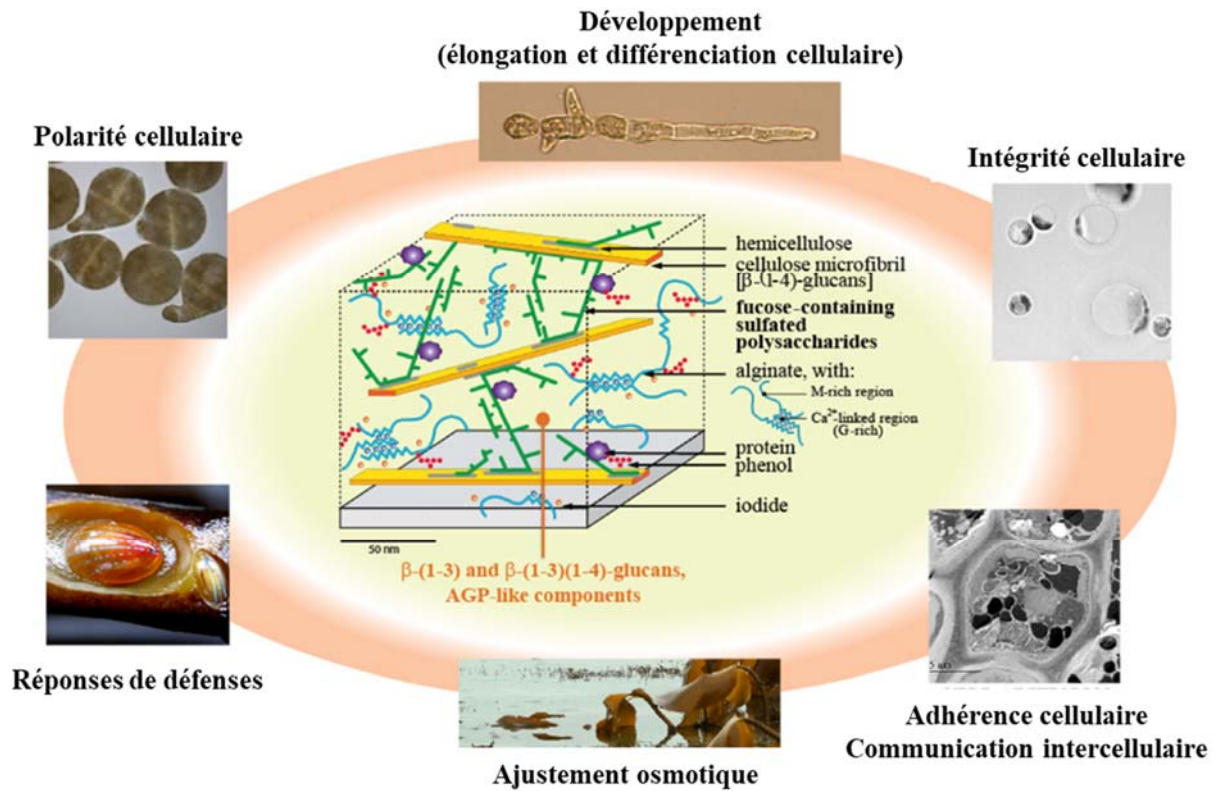 Développement
(élongation et différenciation cellulaire)
Polarité cellulaire
Intégrité cellulaire
hemicellulose
cellulose microfibril
[β-(1-4)-glucans]
fucose-containing
sulfated
polysaccharides
alginate, with:
M-rich region
Ca²⁺-linked region
(G-rich)
protein
phenol
iodide
50 nm
β-(1-3) and β-(1-3)(1-4)-glucans,
AGP-like components
Réponses de défenses
Ajustement osmotique
Adhérence cellulaire
Communication intercellulaire